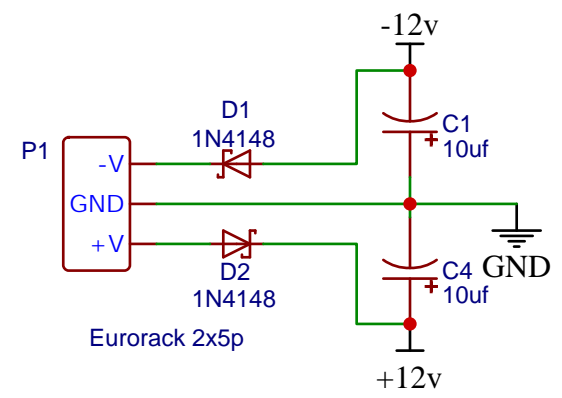 -12v
D1
1N4148
C1
10uf
P1
-V
GND
+V
GND
D2
1N4148
C4
10uf
Eurorack 2x5p
+12v